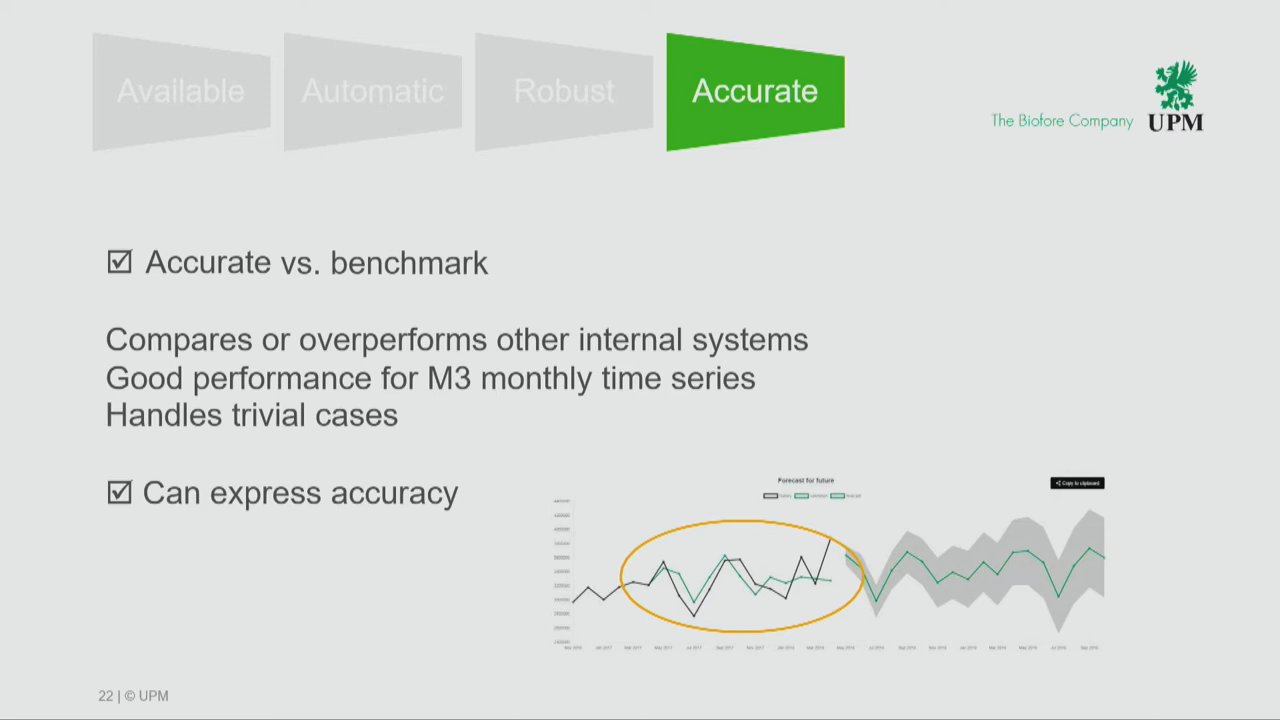 Available
Automatic
Robust
Accurate
The Biofore Company
UPM
☑ Accurate vs. benchmark
Compares or overperforms other internal systems
Good performance for M3 monthly time series
Handles trivial cases
☑ Can express accuracy
Forecast for future
Copy to clipboard
22 | © UPM